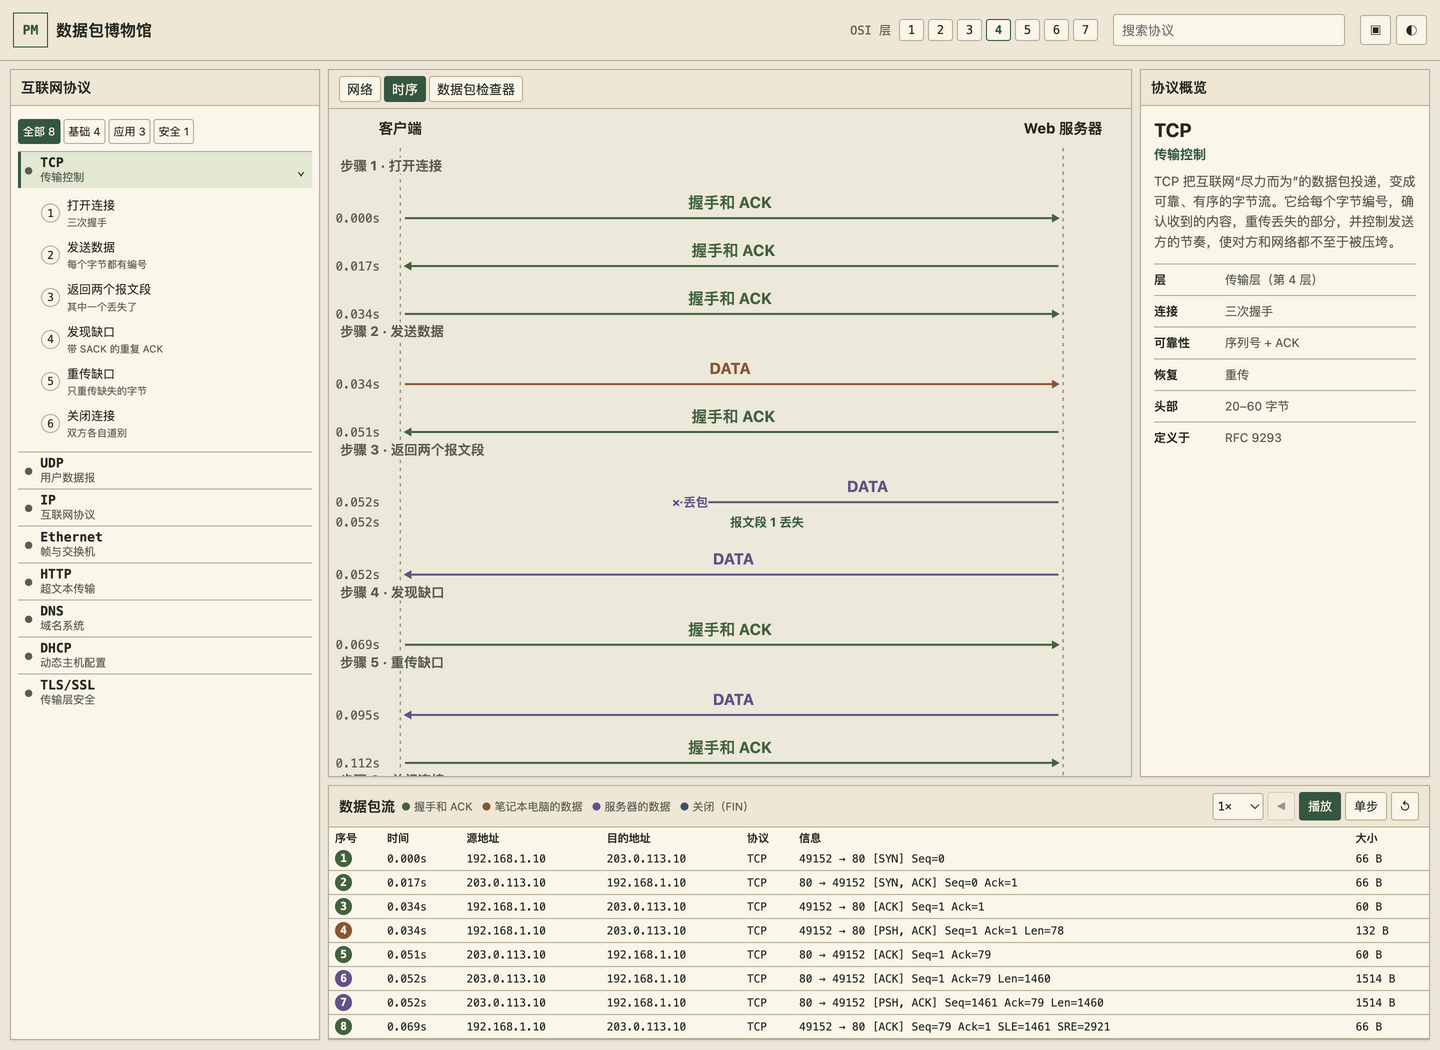 PM
数据包博物馆
OSI 层 1 2 3 4 5 6 7
搜索协议
互联网协议
全部 8 基础 4 应用 3 安全 1
TCP
传输控制
1 打开连接
三次握手
2 发送数据
每个字节都有编号
3 返回两个报文段
其中一个丢失了
4 发现缺口
带 SACK 的重复 ACK
5 重传缺口
只重传缺失的字节
6 关闭连接
双方各自道别
UDP
用户数据报
IP
互联网协议
Ethernet
帧与交换机
HTTP
超文本传输
DNS
域名系统
DHCP
动态主机配置
TLS/SSL
传输层安全
网络 时序 数据包检查器
客户端 Web 服务器
步骤 1 · 打开连接
握手和 ACK
0.000s
握手和 ACK
0.017s
握手和 ACK
0.034s
步骤 2 · 发送数据
DATA
0.034s
握手和 ACK
0.051s
步骤 3 · 返回两个报文段
DATA
0.052s ×·丢包
0.052s 报文段 1 丢失
DATA
0.052s
步骤 4 · 发现缺口
握手和 ACK
0.069s
步骤 5 · 重传缺口
DATA
0.095s
握手和 ACK
0.112s
协议概览
TCP
传输控制
TCP 把互联网“尽力而为”的数据包投递，变成
可靠、有序的字节流。它给每个字节编号，确
认收到的内容，重传丢失的部分，并控制发送
方的节奏，使对方和网络都不至于被压垮。
层 传输层（第 4 层）
连接 三次握手
可靠性 序列号 + ACK
恢复 重传
头部 20–60 字节
定义于 RFC 9293
数据包流 握手和 ACK 笔记本电脑的数据 服务器的数据 关闭（FIN）
1× 播放 单步
序号 时间 源地址 目的地址 协议 信息 大小
1 0.000s 192.168.1.10 203.0.113.10 TCP 49152 → 80 [SYN] Seq=0 66 B
2 0.017s 203.0.113.10 192.168.1.10 TCP 80 → 49152 [SYN, ACK] Seq=0 Ack=1 66 B
3 0.034s 192.168.1.10 203.0.113.10 TCP 49152 → 80 [ACK] Seq=1 Ack=1 60 B
4 0.034s 192.168.1.10 203.0.113.10 TCP 49152 → 80 [PSH, ACK] Seq=1 Ack=1 Len=78 132 B
5 0.051s 203.0.113.10 192.168.1.10 TCP 80 → 49152 [ACK] Seq=1 Ack=79 60 B
6 0.052s 203.0.113.10 192.168.1.10 TCP 80 → 49152 [ACK] Seq=1 Ack=79 Len=1460 1514 B
7 0.052s 203.0.113.10 192.168.1.10 TCP 80 → 49152 [PSH, ACK] Seq=1461 Ack=79 Len=1460 1514 B
8 0.069s 192.168.1.10 203.0.113.10 TCP 49152 → 80 [ACK] Seq=79 Ack=1 SLE=1461 SRE=2921 66 B